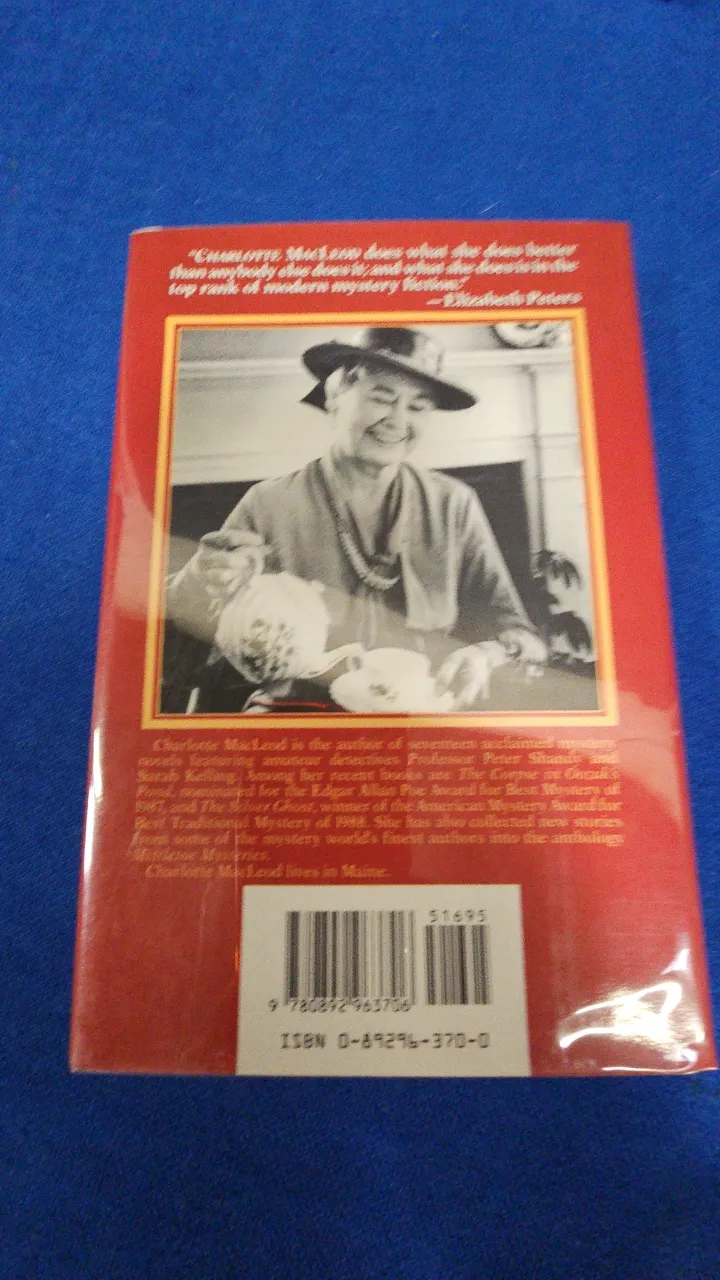 "CHARLOTTE MACLEOD does what she does better
than anybody else does it; and what she does is in the
top rank of modern mystery fiction."
—Elizabeth Peters
Charlotte MacLeod is the author of seventeen acclaimed mystery
novels featuring amateur detectives Professor Peter Shandy and
Sarah Kelling. Among her recent books are The Corpse in Oozak's
Pond, nominated for the Edgar Allan Poe Award for Best Mystery of
1987, and The Silver Ghost, winner of the American Mystery Award for
Best Traditional Mystery of 1988. She has also collected new stories
from some of the mystery world's finest authors into the anthology
Mistletoe Mysteries.
Charlotte MacLeod lives in Maine.
51695
9 780892 963706
ISBN 0-89296-370-0